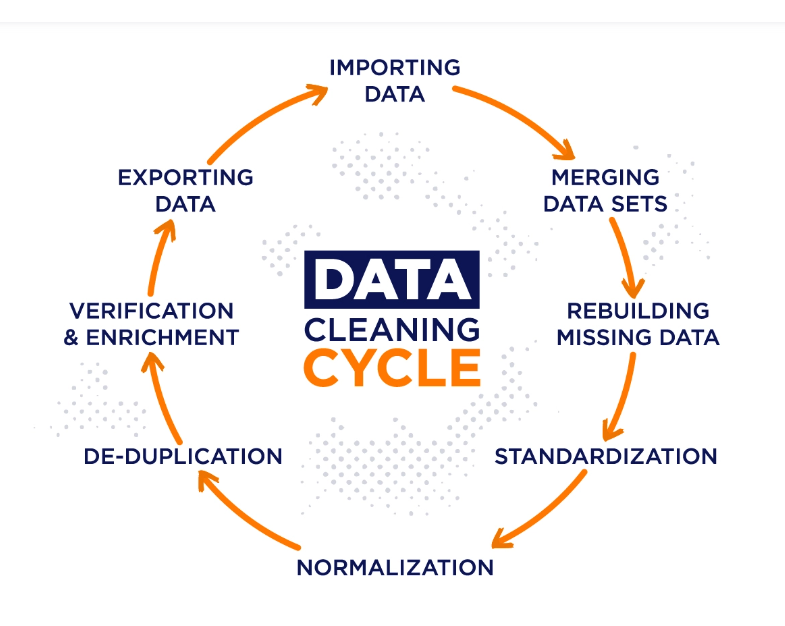 IMPORTING
DATA
MERGING
DATA SETS
REBUILDING
MISSING DATA
STANDARDIZATION
NORMALIZATION
DE-DUPLICATION
VERIFICATION
& ENRICHMENT
EXPORTING
DATA
DATA
CLEANING
CYCLE